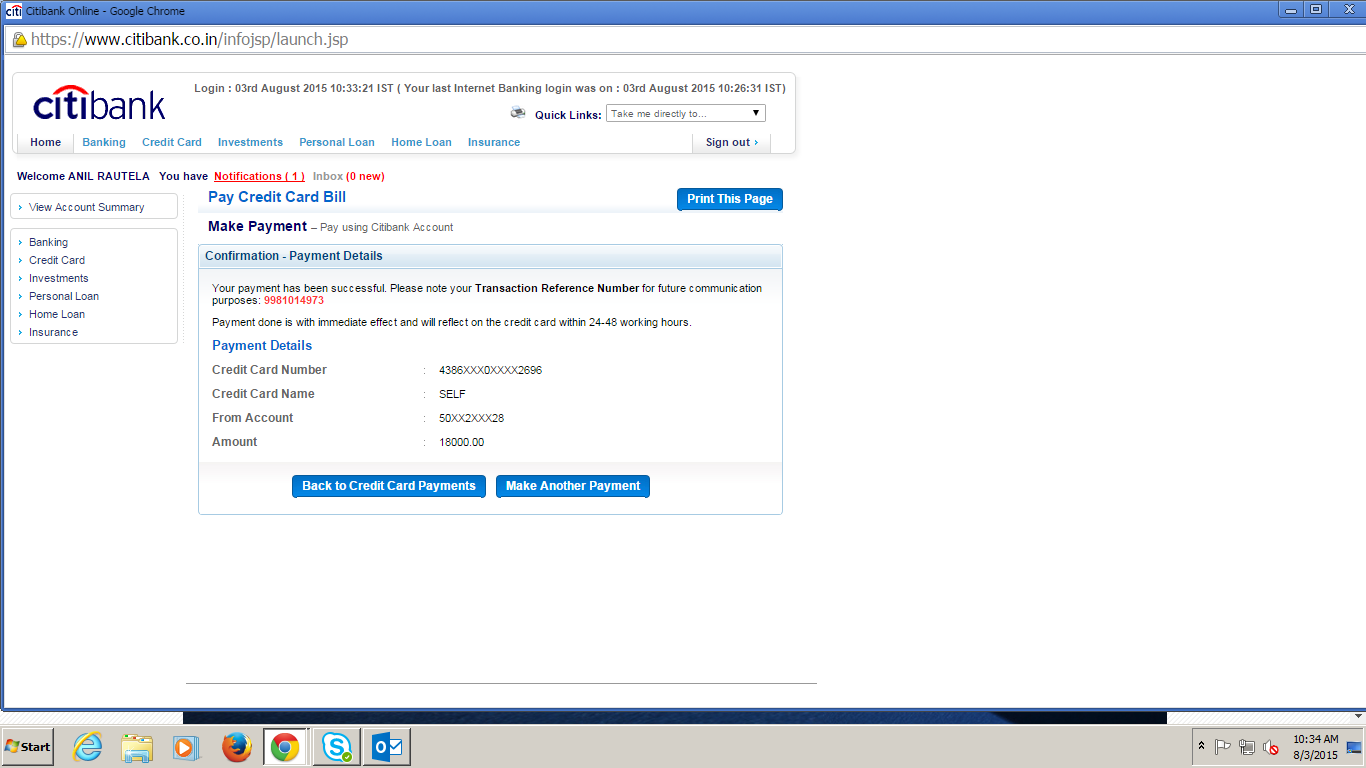 citi Citibank Online - Google Chrome
https://www.citibank.co.in/infojsp/launch.jsp
citibank
Login : 03rd August 2015 10:33:21 IST ( Your last Internet Banking login was on : 03rd August 2015 10:26:31 IST)
Quick Links: Take me directly to...
Home Banking Credit Card Investments Personal Loan Home Loan Insurance Sign out ›
Welcome ANIL RAUTELA You have Notifications ( 1 ) Inbox (0 new)
› View Account Summary
› Banking
› Credit Card
› Investments
› Personal Loan
› Home Loan
› Insurance
Pay Credit Card Bill
Print This Page
Make Payment – Pay using Citibank Account
Confirmation - Payment Details
Your payment has been successful. Please note your Transaction Reference Number for future communication
purposes: 9981014973
Payment done is with immediate effect and will reflect on the credit card within 24-48 working hours.
Payment Details
Credit Card Number : 4386XXX0XXXX2696
Credit Card Name : SELF
From Account : 50XX2XXX28
Amount : 18000.00
Back to Credit Card Payments Make Another Payment
Start
10:34 AM
8/3/2015